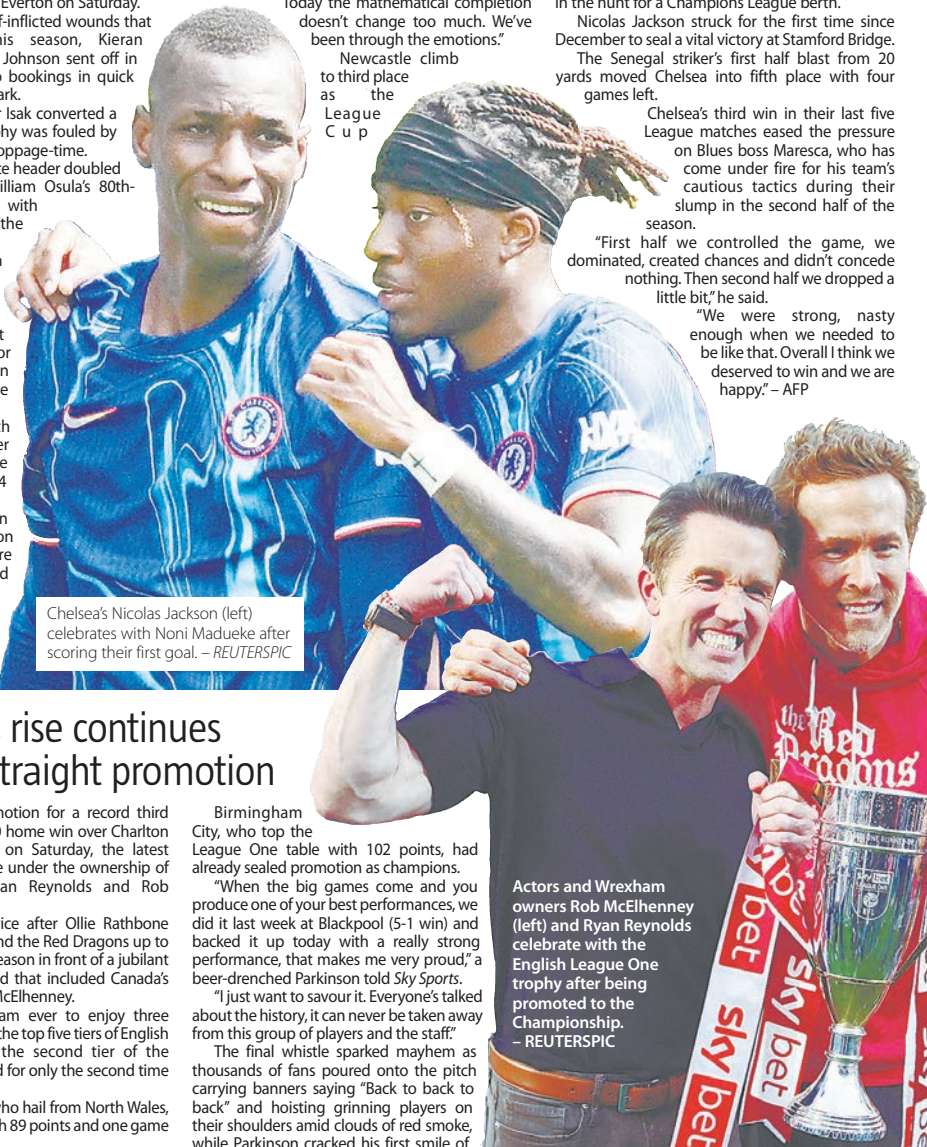 Everton on Saturday.
f-inflicted wounds that
his season, Kieran
Johnson sent off in
bookings in quick
ark.
Isak converted a
phy was fouled by
oppage-time.
te header doubled
illiam Osula's 80th-
with
the
Today the mathematical completion
doesn't change too much. We've
been through the emotions."
Newcastle climb
to third place
as the
League
Cup
in the hunt for a Champions League berth.
Nicolas Jackson struck for the first time since
December to seal a vital victory at Stamford Bridge.
The Senegal striker's first half blast from 20
yards moved Chelsea into fifth place with four
games left.
Chelsea's third win in their last five
League matches eased the pressure
on Blues boss Maresca, who has
come under fire for his team's
cautious tactics during their
slump in the second half of the
season.
"First half we controlled the game, we
dominated, created chances and didn't concede
nothing. Then second half we dropped a
little bit," he said.
"We were strong, nasty
enough when we needed to
be like that. Overall I think we
deserved to win and we are
happy." – AFP
Chelsea's Nicolas Jackson (left)
celebrates with Noni Madueke after
scoring their first goal. – REUTERSPIC
rise continues
traight promotion
motion for a record third
home win over Charlton
on Saturday, the latest
under the ownership of
an Reynolds and Rob
ice after Ollie Rathbone
nd the Red Dragons up to
eason in front of a jubilant
d that included Canada's
McElhenney.
am ever to enjoy three
the top five tiers of English
the second tier of the
d for only the second time
who hail from North Wales,
h 89 points and one game
Birmingham
City, who top the
League One table with 102 points, had
already sealed promotion as champions.
"When the big games come and you
produce one of your best performances, we
did it last week at Blackpool (5-1 win) and
backed it up today with a really strong
performance, that makes me very proud," a
beer-drenched Parkinson told Sky Sports.
"I just want to savour it. Everyone's talked
about the history, it can never be taken away
from this group of players and the staff."
The final whistle sparked mayhem as
thousands of fans poured onto the pitch
carrying banners saying "Back to back to
back" and hoisting grinning players on
their shoulders amid clouds of red smoke,
while Parkinson cracked his first smile of
Actors and Wrexham
owners Rob McElhenney
(left) and Ryan Reynolds
celebrate with the
English League One
trophy after being
promoted to the
Championship.
– REUTERSPIC
the Red
Dragons
sky bet
sky bet
sky bet